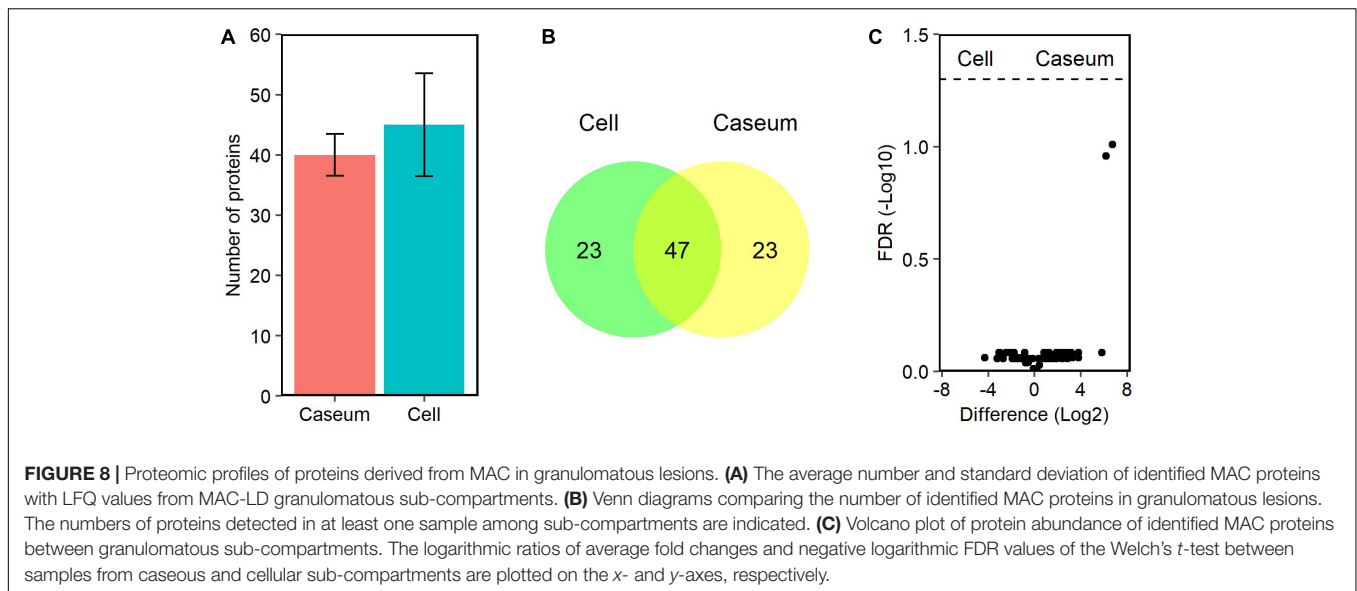 A
60
50
40
30
20
10
0
Number of proteins
Caseum Cell
B
Cell Caseum
23 47 23
C
1.5
1.0
0.5
0.0
FDR (-Log10)
Cell Caseum
-8 -4 0 4 8
Difference (Log2)
FIGURE 8 | Proteomic profiles of proteins derived from MAC in granulomatous lesions. (A) The average number and standard deviation of identified MAC proteins
with LFQ values from MAC-LD granulomatous sub-compartments. (B) Venn diagrams comparing the number of identified MAC proteins in granulomatous lesions.
The numbers of proteins detected in at least one sample among sub-compartments are indicated. (C) Volcano plot of protein abundance of identified MAC proteins
between granulomatous sub-compartments. The logarithmic ratios of average fold changes and negative logarithmic FDR values of the Welch's t-test between
samples from caseous and cellular sub-compartments are plotted on the x- and y-axes, respectively.